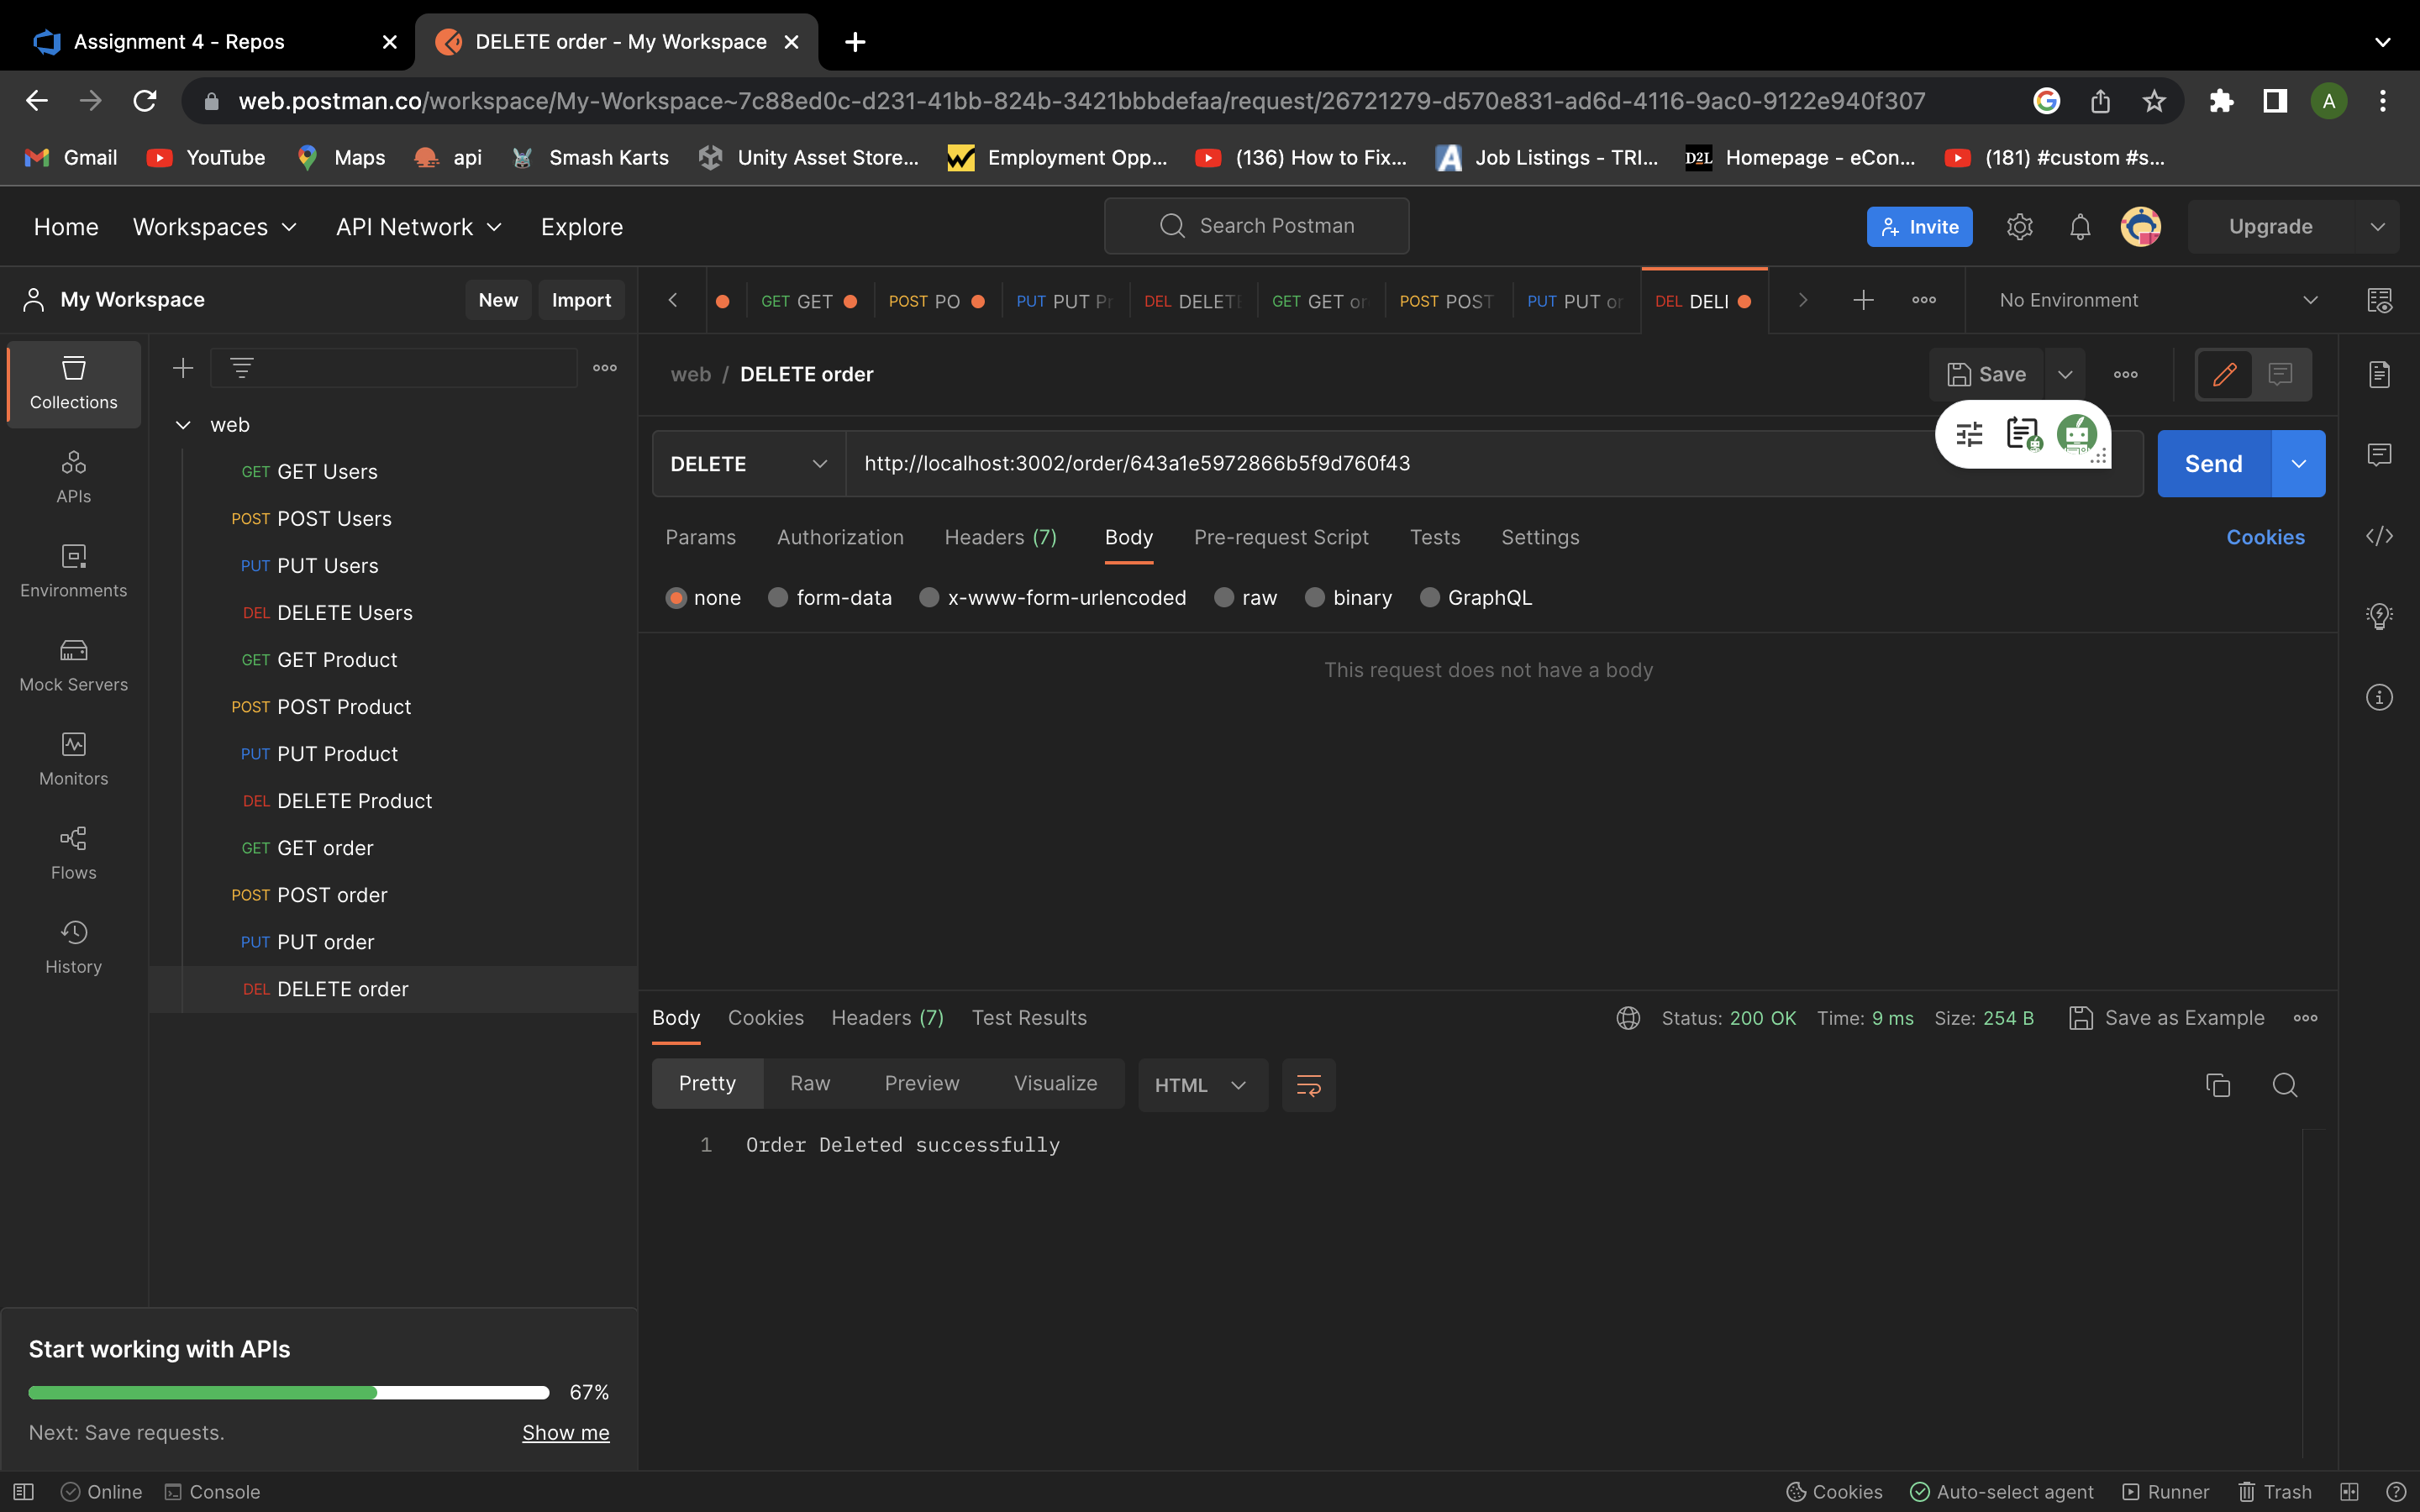 Assignment 4 - Repos
DELETE order - My Workspace
web.postman.co/workspace/My-Workspace~7c88ed0c-d231-41bb-824b-3421bbbdefaa/request/26721279-d570e831-ad6d-4116-9ac0-9122e940f307
A
Gmail YouTube Maps api Smash Karts Unity Asset Store... Employment Opp... (136) How to Fix... Job Listings - TRI... D2L Homepage - eCon... (181) #custom #s...
Home Workspaces API Network Explore Search Postman Invite Upgrade
My Workspace New Import
GET GET POST PO PUT PUT Pr DEL DELETE GET GET or POST POST PUT PUT or DEL DELI No Environment
Collections
APIs
Environments
Mock Servers
Monitors
Flows
History
web
GET GET Users
POST POST Users
PUT PUT Users
DEL DELETE Users
GET GET Product
POST POST Product
PUT PUT Product
DEL DELETE Product
GET GET order
POST POST order
PUT PUT order
DEL DELETE order
web / DELETE order Save
DELETE http://localhost:3002/order/643a1e5972866b5f9d760f43 Send
Params Authorization Headers (7) Body Pre-request Script Tests Settings Cookies
none form-data x-www-form-urlencoded raw binary GraphQL
This request does not have a body
Body Cookies Headers (7) Test Results Status: 200 OK Time: 9 ms Size: 254 B Save as Example
Pretty Raw Preview Visualize HTML
1 Order Deleted successfully
Start working with APIs
67%
Next: Save requests. Show me
Online Console Cookies Auto-select agent Runner Trash